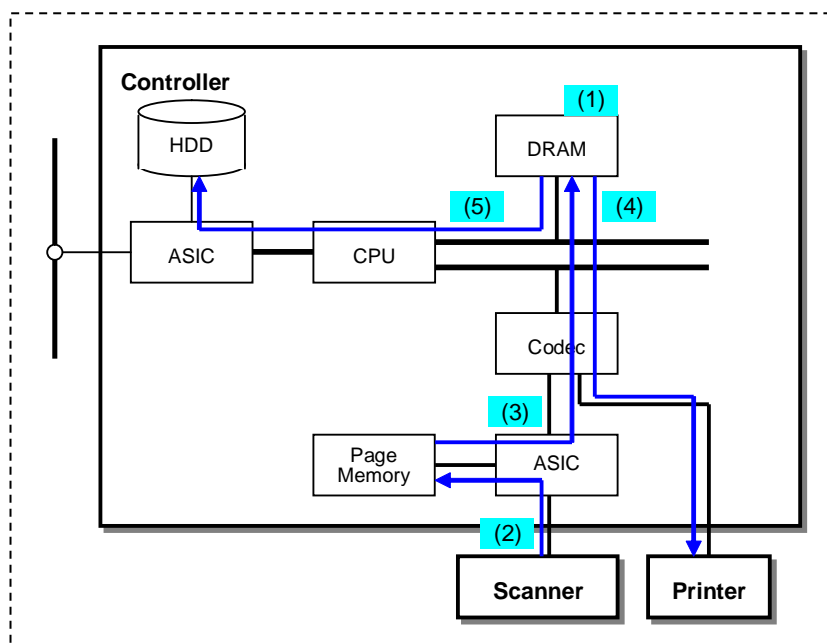 Controller
(1)
HDD
DRAM
(5)
(4)
ASIC
CPU
Codec
(3)
Page
Memory
ASIC
(2)
Scanner
Printer